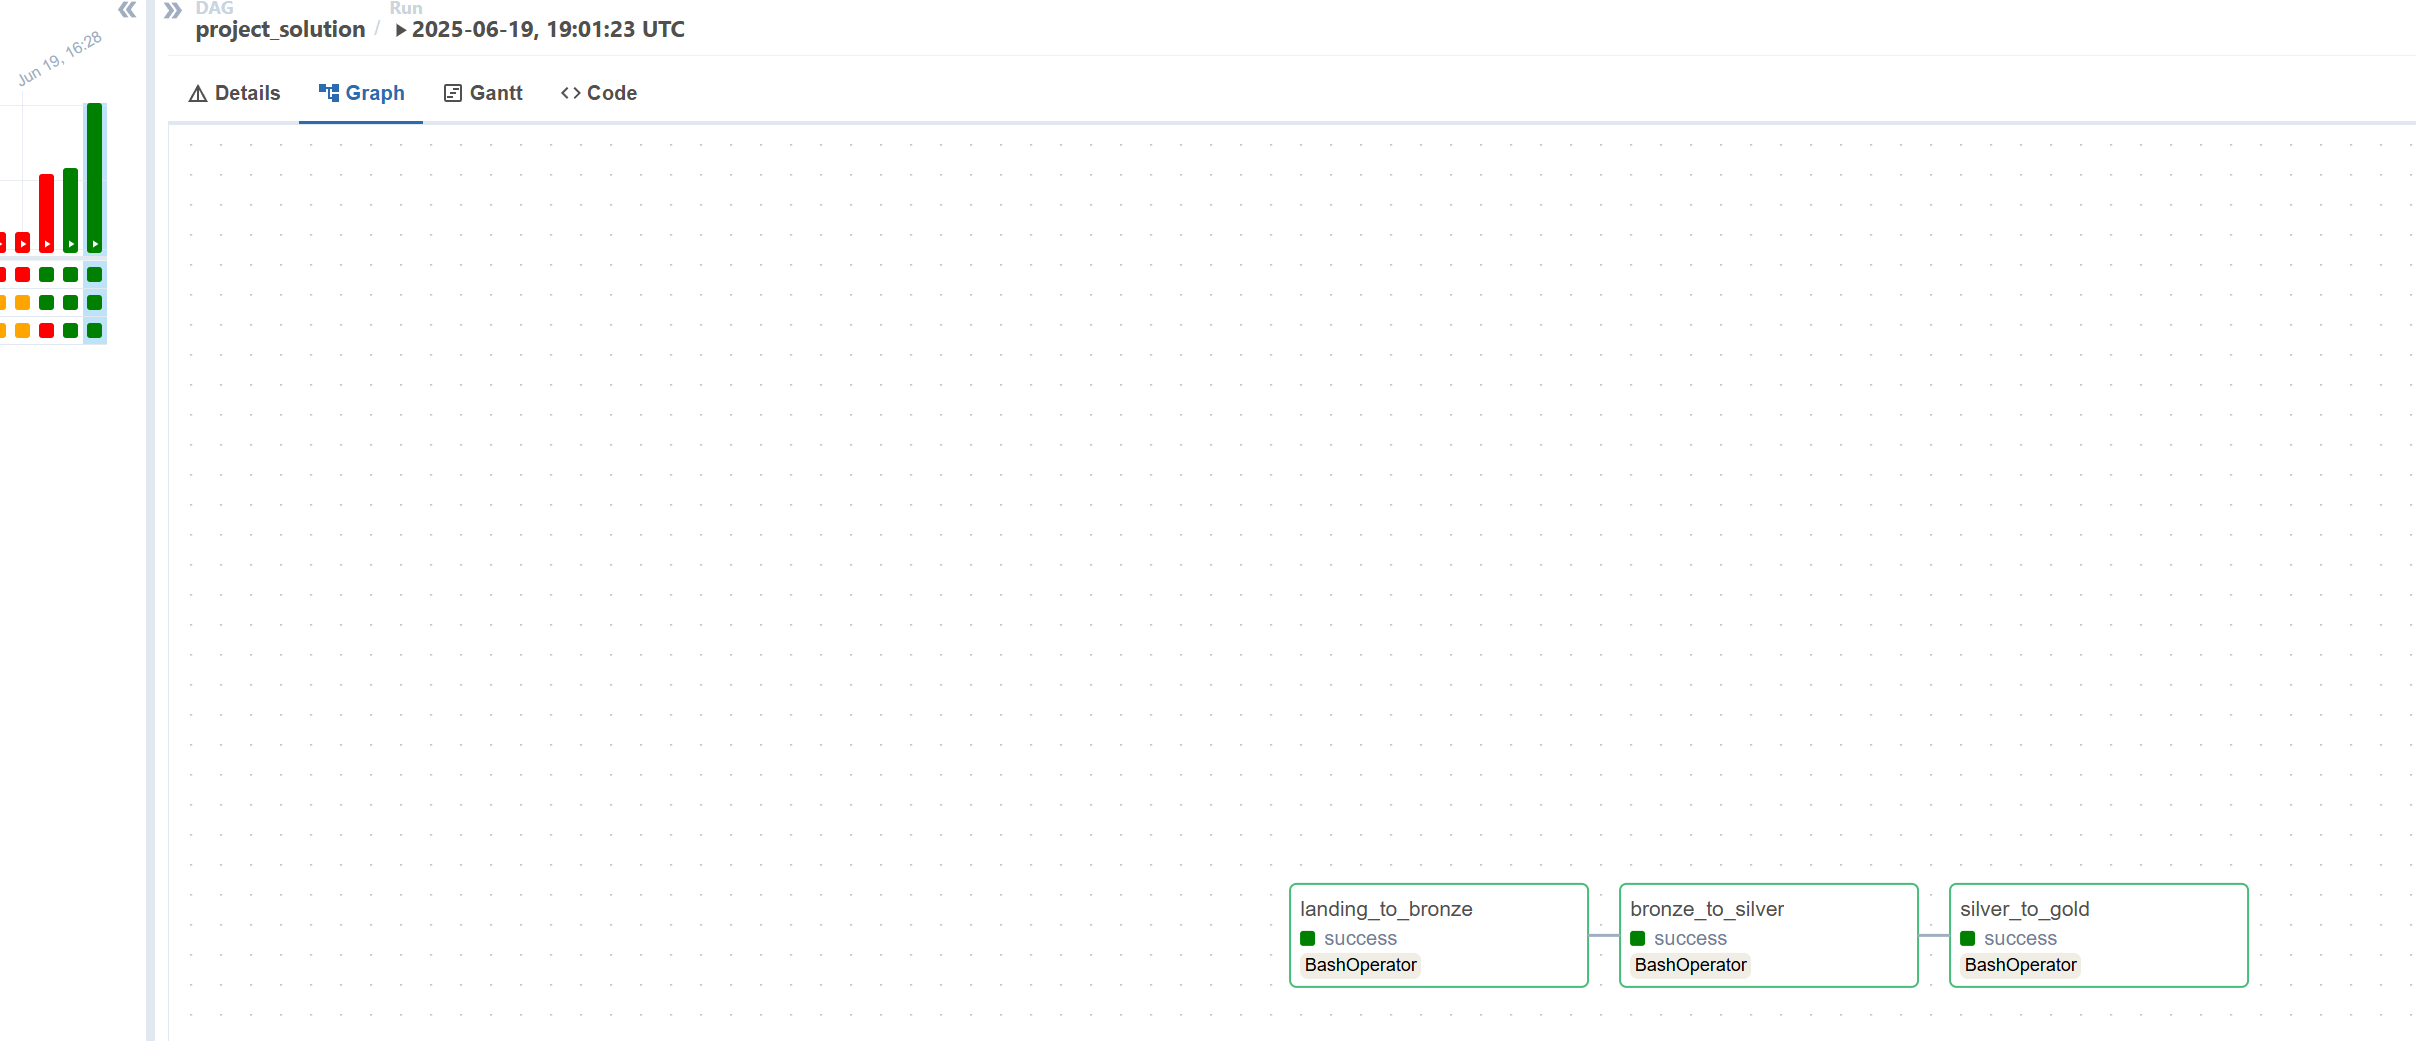 DAG
Run
project_solution / 2025-06-19, 19:01:23 UTC
Jun 19, 16:28
Details
Graph
Gantt
Code
landing_to_bronze
success
BashOperator
bronze_to_silver
success
BashOperator
silver_to_gold
success
BashOperator